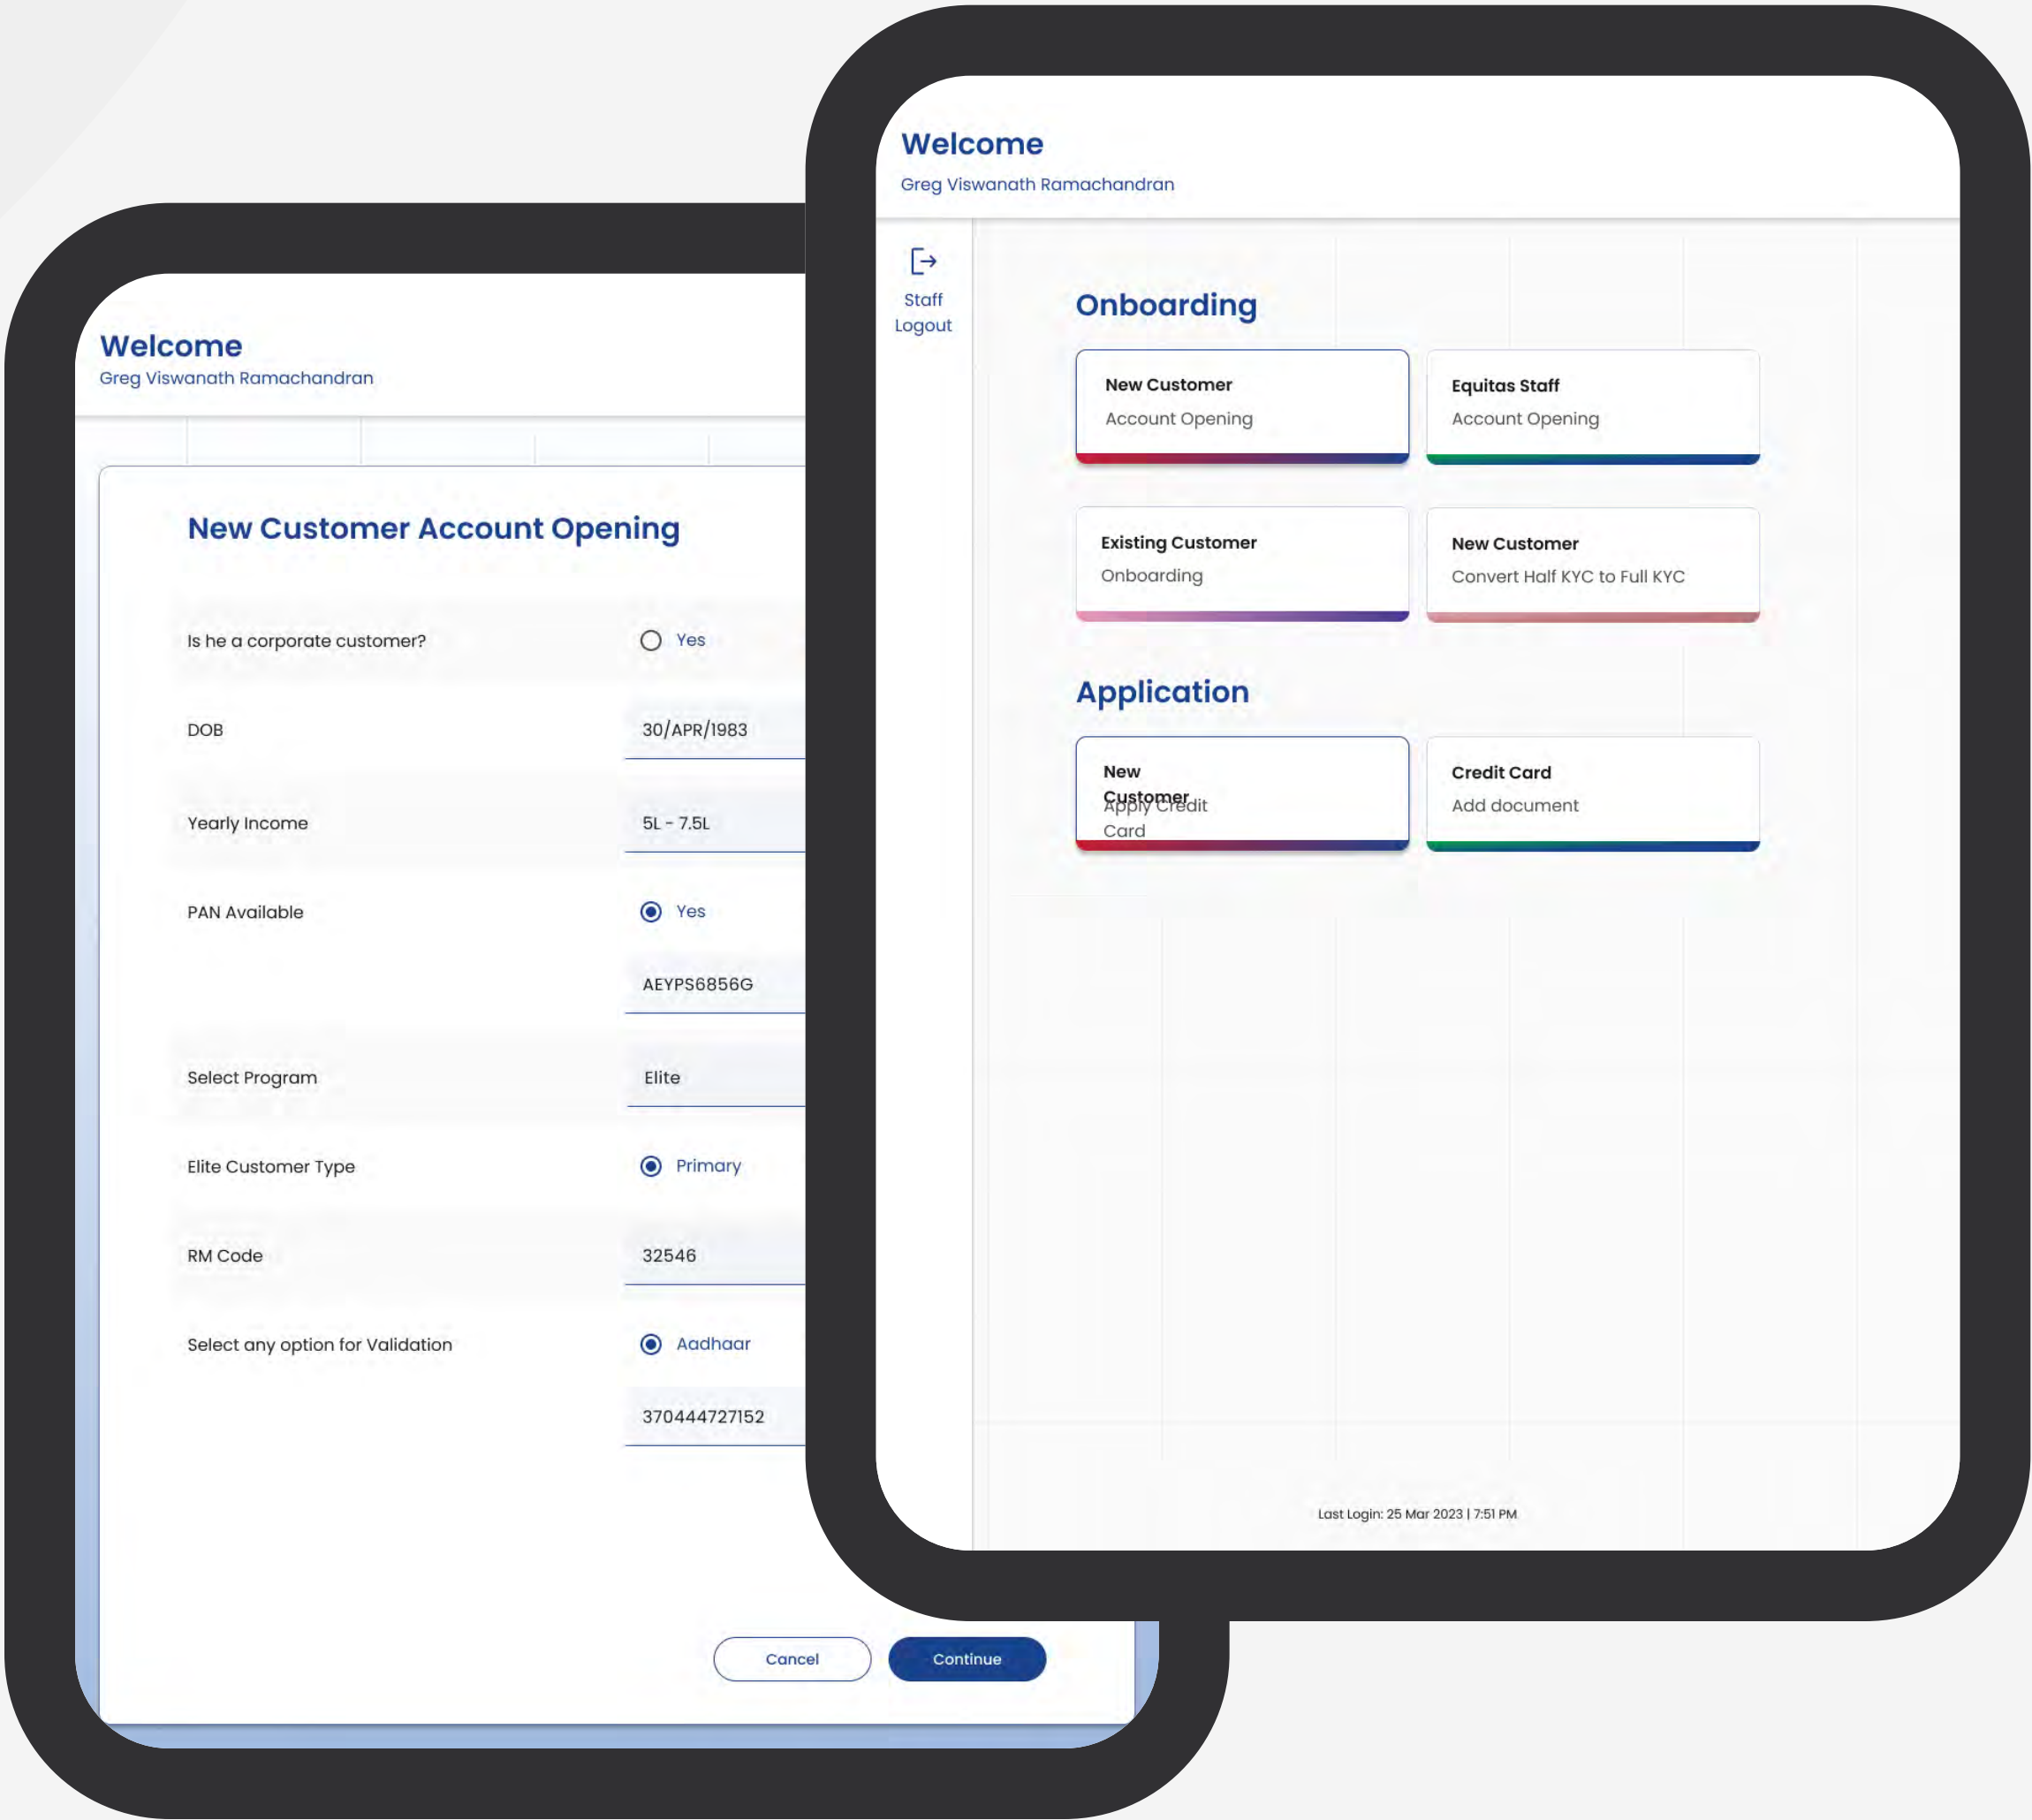 Welcome
Greg Viswanath Ramachandran
New Customer Account Opening
Is he a corporate customer?
Yes
DOB
30/APR/1983
Yearly Income
5L - 7.5L
PAN Available
Yes
AEYPS6856G
Select Program
Elite
Elite Customer Type
Primary
RM Code
32546
Select any option for Validation
Aadhaar
370444727152
Cancel
Continue
Welcome
Greg Viswanath Ramachandran
Staff
Logout
Onboarding
New Customer
Account Opening
Equitas Staff
Account Opening
Existing Customer
Onboarding
New Customer
Convert Half KYC to Full KYC
Application
New
Customer
Apply Credit
Card
Credit Card
Add document
Last Login: 25 Mar 2023 | 7:51 PM